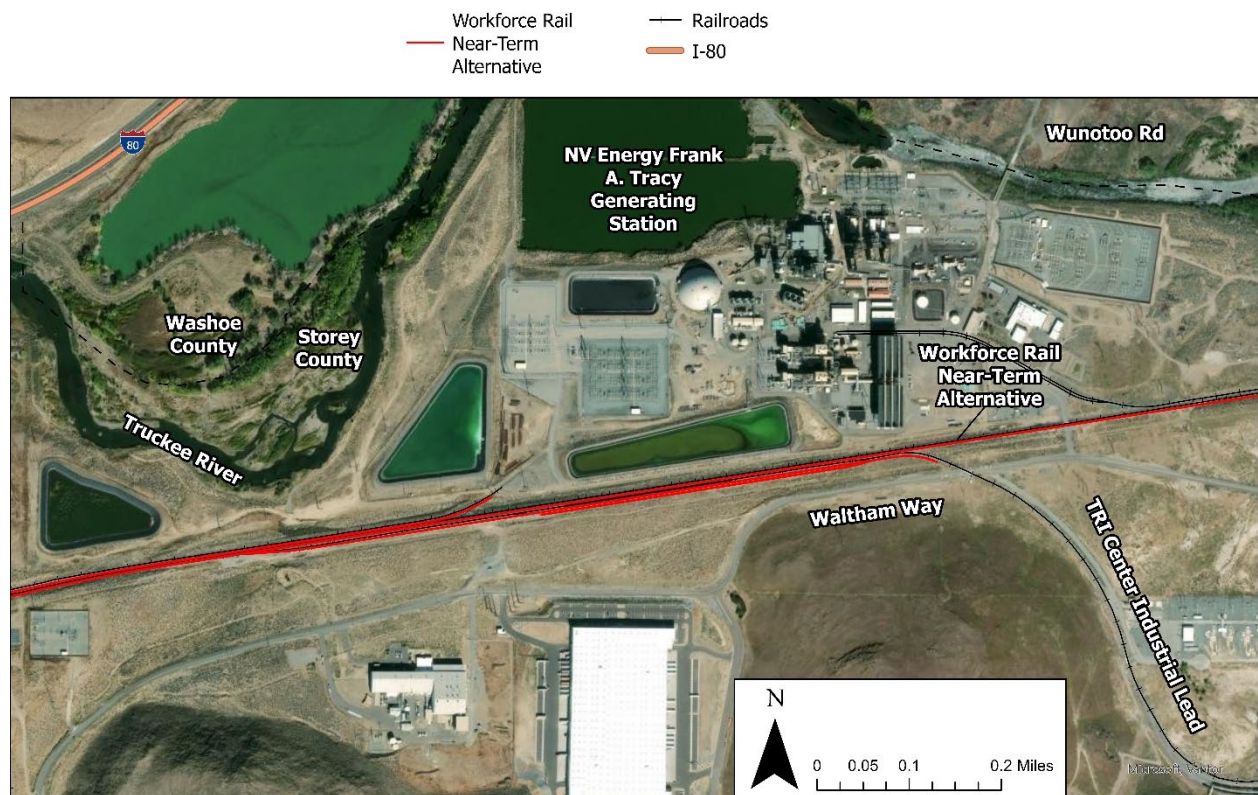 Workforce Rail
Near-Term
Alternative
Railroads
I-80
80
NV Energy Frank
A. Tracy
Generating
Station
Wunotoo Rd
Washoe
County
Storey
County
Workforce Rail
Near-Term
Alternative
Truckee River
Waltham Way
TRI Center Industrial Lead
N
0 0.05 0.1 0.2 Miles
Microsoft, Vantor